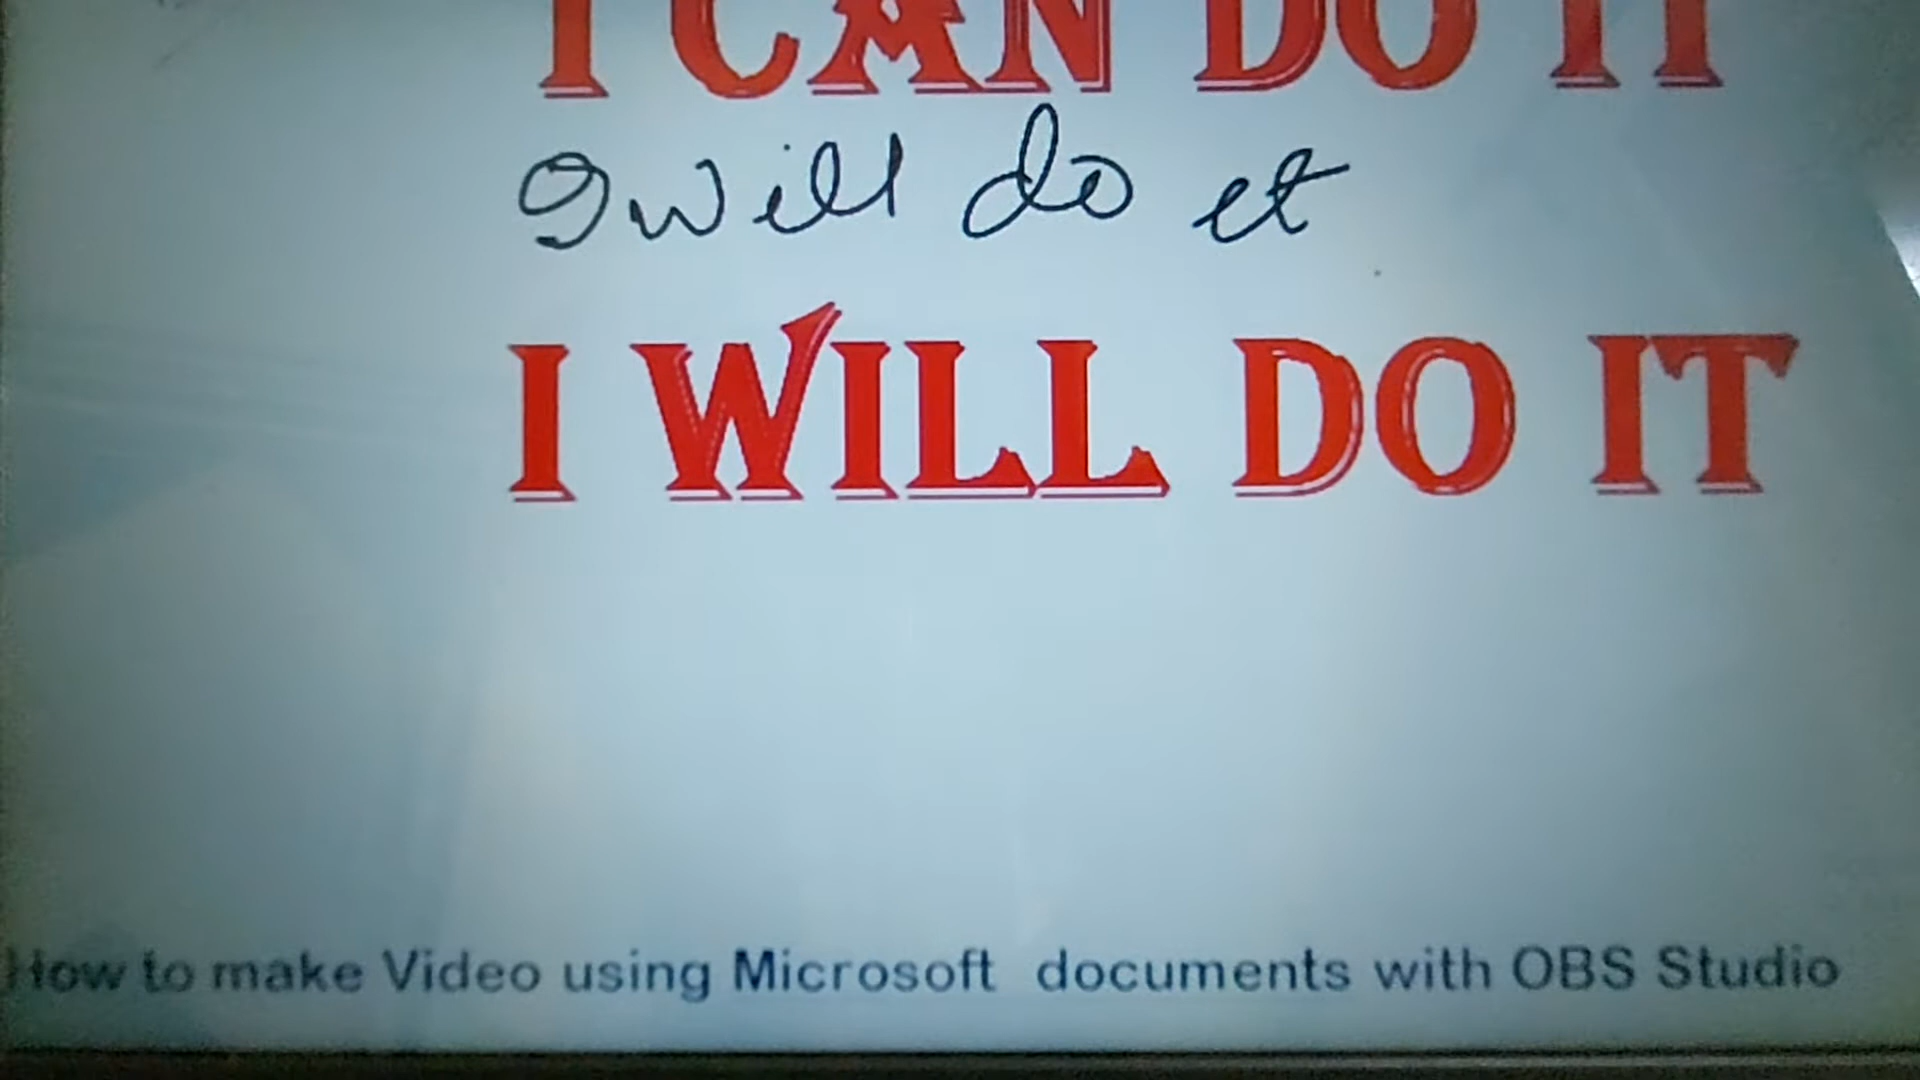 I CAN DO IT
I will do it
I WILL DO IT
How to make Video using Microsoft documents with OBS Studio